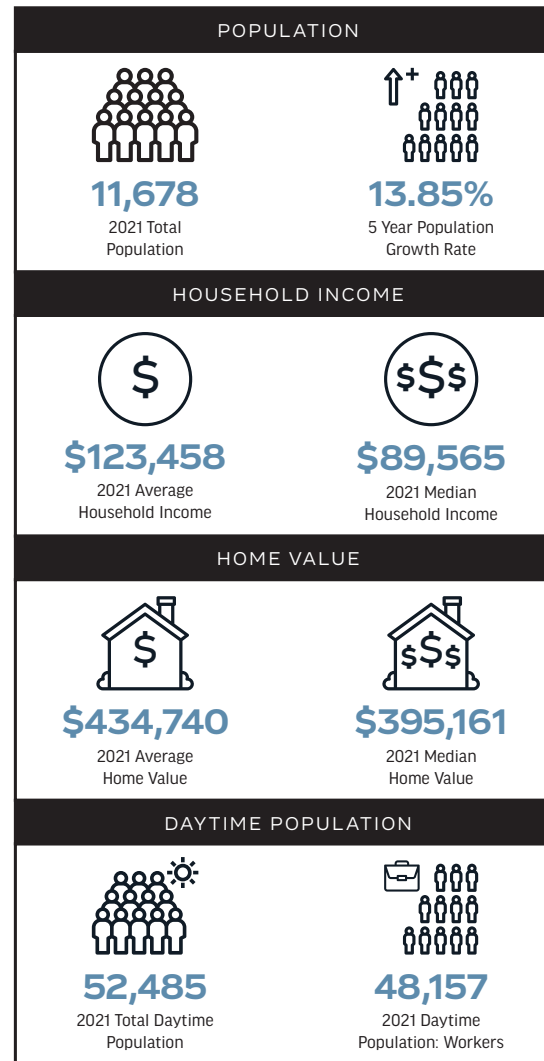 POPULATION
11,678
2021 Total
Population
13.85%
5 Year Population
Growth Rate
HOUSEHOLD INCOME
$
$123,458
2021 Average
Household Income
$$$
$89,565
2021 Median
Household Income
HOME VALUE
$
$434,740
2021 Average
Home Value
$$$
$395,161
2021 Median
Home Value
DAYTIME POPULATION
52,485
2021 Total Daytime
Population
48,157
2021 Daytime
Population: Workers